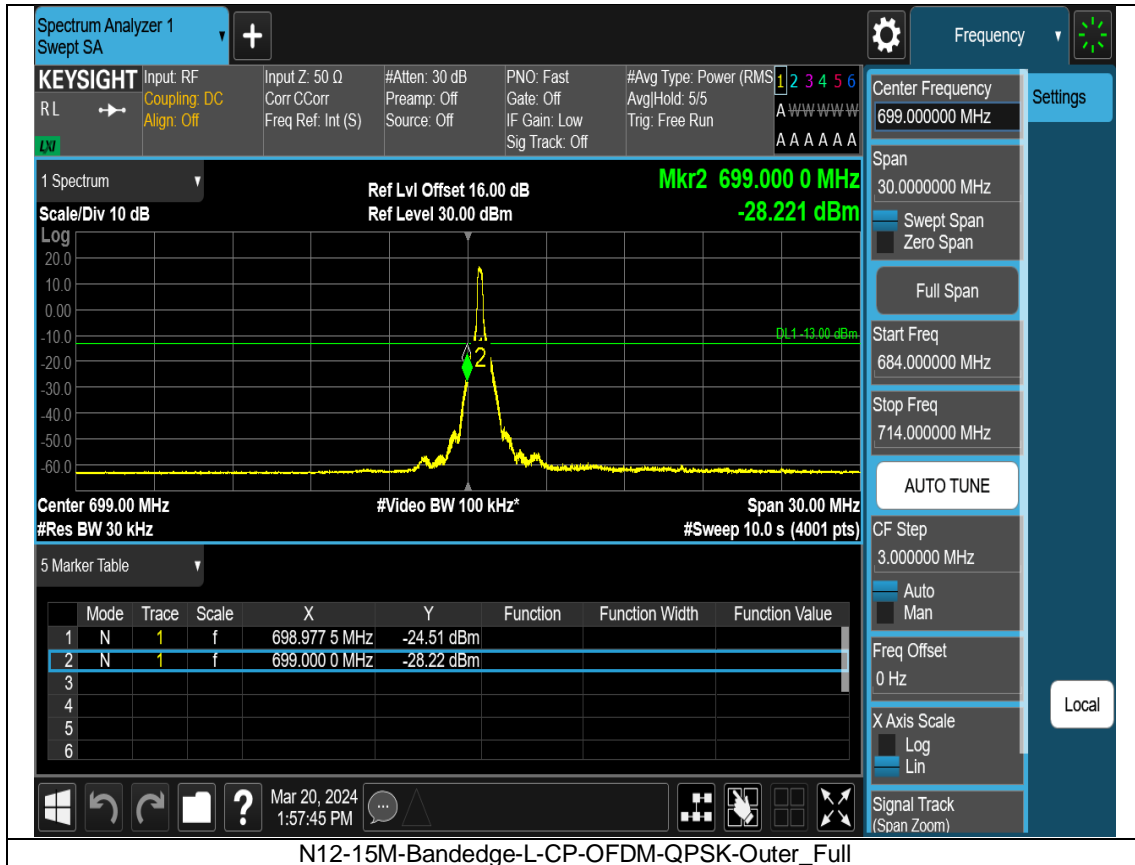 Spectrum Analyzer 1
Swept SA
+
Frequency
KEYSIGHT
RL
LXI
Input: RF
Coupling: DC
Align: Off
Input Z: 50 Ω
Corr CCorr
Freq Ref: Int (S)
#Atten: 30 dB
Preamp: Off
Source: Off
PNO: Fast
Gate: Off
IF Gain: Low
Sig Track: Off
#Avg Type: Power (RMS
Avg|Hold: 5/5
Trig: Free Run
1 2 3 4 5 6
A W W W W W
A A A A A A
1 Spectrum
Scale/Div 10 dB
Ref Lvl Offset 16.00 dB
Ref Level 30.00 dBm
Mkr2 699.000 0 MHz
-28.221 dBm
Log
20.0
10.0
0.00
-10.0
-20.0
-30.0
-40.0
-50.0
-60.0
DL1 -13.00 dBm
2
Center 699.00 MHz
#Video BW 100 kHz*
Span 30.00 MHz
#Res BW 30 kHz
#Sweep 10.0 s (4001 pts)
5 Marker Table
Mode Trace Scale X Y Function Function Width Function Value
1 N 1 f 698.977 5 MHz -24.51 dBm
2 N 1 f 699.000 0 MHz -28.22 dBm
3
4
5
6
?
Mar 20, 2024
1:57:45 PM
Center Frequency
699.000000 MHz
Settings
Span
30.0000000 MHz
Swept Span
Zero Span
Full Span
Start Freq
684.000000 MHz
Stop Freq
714.000000 MHz
AUTO TUNE
CF Step
3.000000 MHz
Auto
Man
Freq Offset
0 Hz
X Axis Scale
Log
Lin
Local
Signal Track
(Span Zoom)
N12-15M-Bandedge-L-CP-OFDM-QPSK-Outer_Full